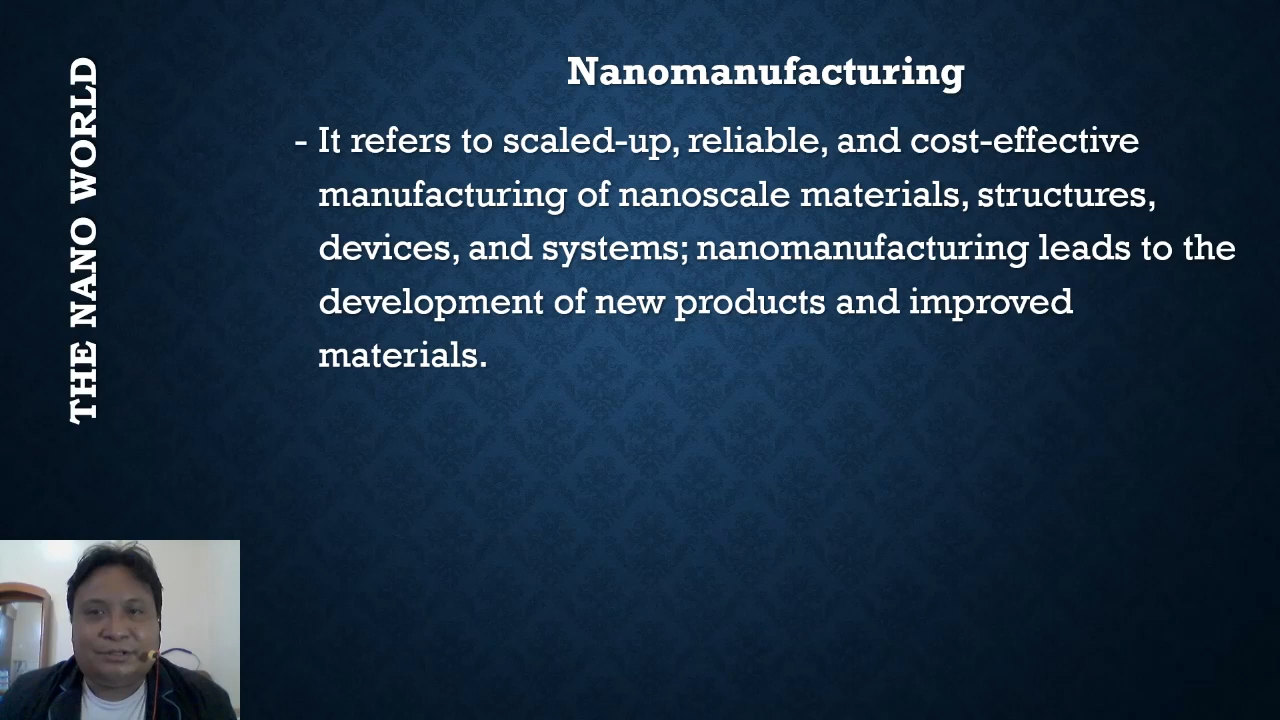 THE NANO WORLD
Nanomanufacturing
- It refers to scaled-up, reliable, and cost-effective
manufacturing of nanoscale materials, structures,
devices, and systems; nanomanufacturing leads to the
development of new products and improved
materials.